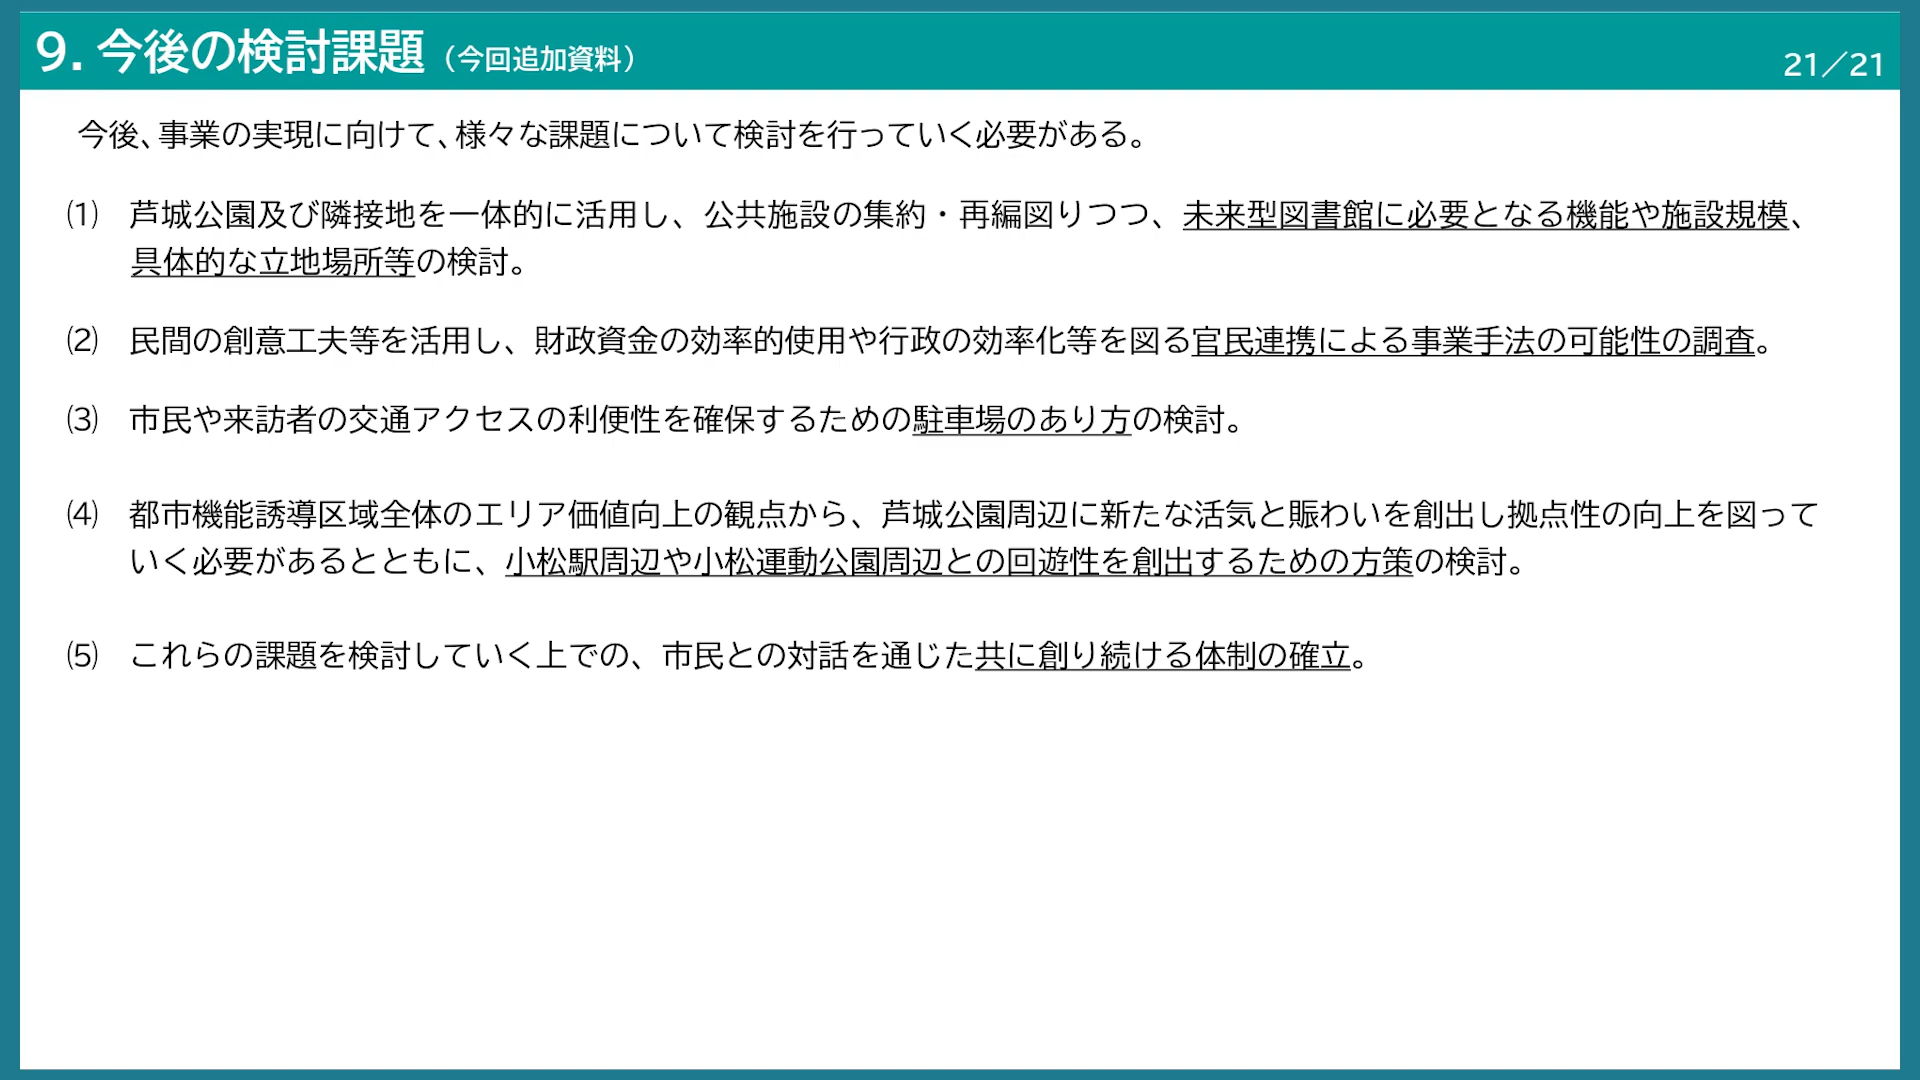 9. 今後の検討課題（今回追加資料）
21／21
今後、事業の実現に向けて、様々な課題について検討を行っていく必要がある。
⑴　芦城公園及び隣接地を一体的に活用し、公共施設の集約・再編図りつつ、未来型図書館に必要となる機能や施設規模、
具体的な立地場所等の検討。
⑵　民間の創意工夫等を活用し、財政資金の効率的使用や行政の効率化等を図る官民連携による事業手法の可能性の調査。
⑶　市民や来訪者の交通アクセスの利便性を確保するための駐車場のあり方の検討。
⑷　都市機能誘導区域全体のエリア価値向上の観点から、芦城公園周辺に新たな活気と賑わいを創出し拠点性の向上を図って
いく必要があるとともに、小松駅周辺や小松運動公園周辺との回遊性を創出するための方策の検討。
⑸　これらの課題を検討していく上での、市民との対話を通じた共に創り続ける体制の確立。